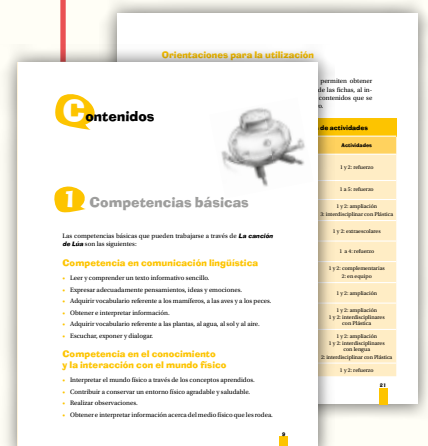 Orientaciones para la utilización
permiten obtener
de las fichas, al in-
contenidos que se
de actividades
Actividades
1 y 2: refuerzo
1 a 5: refuerzo
1 y 2: ampliación
3: interdisciplinar con Plástica
1 y 2: extraescolares
1 a 4: refuerzo
1 y 2: complementarias
2: en equipo
1 y 2: ampliación
1 y 2: ampliación
1 y 2: interdisciplinares
con Plástica
1 y 2: ampliación
1 y 2: interdisciplinares
con lengua
3: interdisciplinar con Plástica
1 y 2: refuerzo
21
Contenidos
1 Competencias básicas
Las competencias básicas que pueden trabajarse a través de La canción
de Lúa son las siguientes:
Competencia en comunicación lingüística
• Leer y comprender un texto informativo sencillo.
• Expresar adecuadamente pensamientos, ideas y emociones.
• Adquirir vocabulario referente a los mamíferos, a las aves y a los peces.
• Obtener e interpretar información.
• Adquirir vocabulario referente a las plantas, al agua, al sol y al aire.
• Escuchar, exponer y dialogar.
Competencia en el conocimiento
y la interacción con el mundo físico
• Interpretar el mundo físico a través de los conceptos aprendidos.
• Contribuir a conservar un entorno físico agradable y saludable.
• Realizar observaciones.
• Obtener e interpretar información acerca del medio físico que les rodea.
9